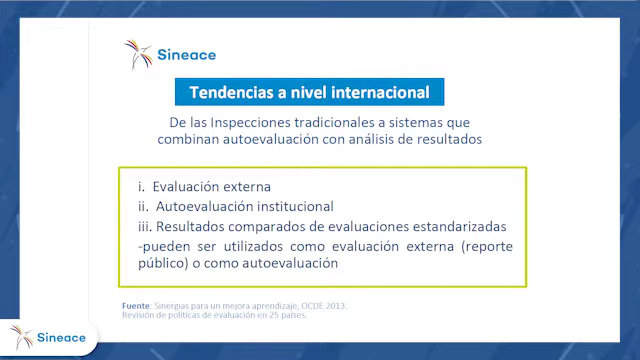 Sineace
Tendencias a nivel internacional
De las Inspecciones tradicionales a sistemas que
combinan autoevaluación con análisis de resultados
i. Evaluación externa
ii. Autoevaluación institucional
iii. Resultados comparados de evaluaciones estandarizadas
-pueden ser utilizados como evaluación externa (reporte
público) o como autoevaluación
Fuente: Sinergias para un mejora aprendizaje, OCDE 2013.
Revisión de políticas de evaluación en 25 países.
Sineace